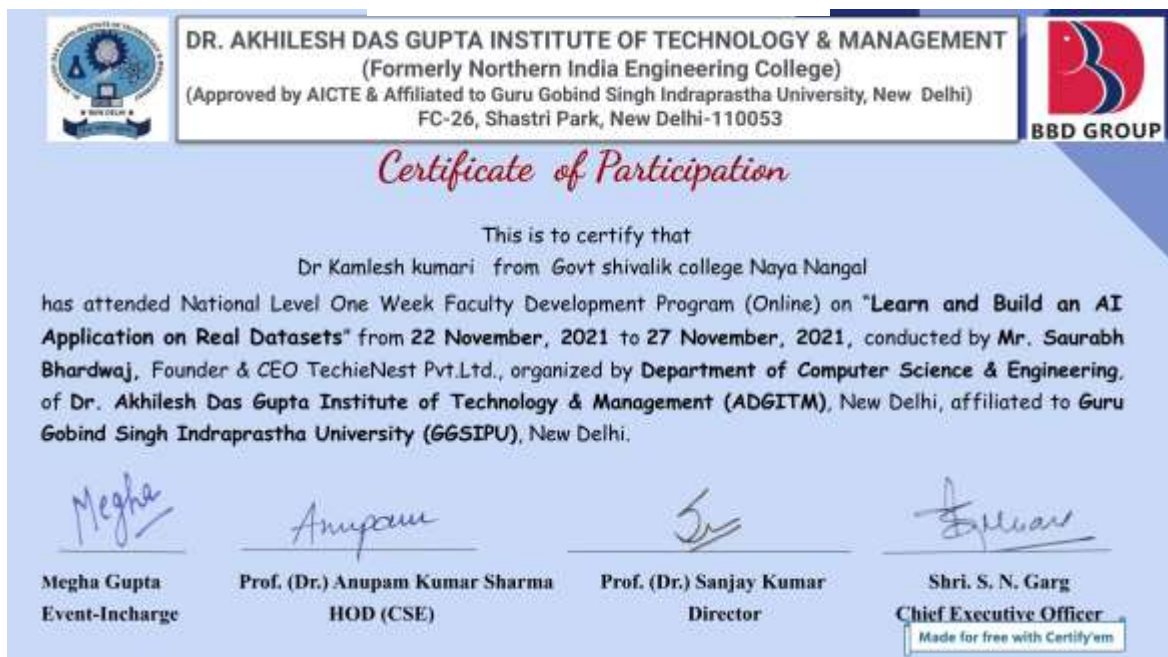 DR. AKHILESH DAS GUPTA INSTITUTE OF TECHNOLOGY & MANAGEMENT
(Formerly Northern India Engineering College)
(Approved by AICTE & Affiliated to Guru Gobind Singh Indraprastha University, New Delhi)
FC-26, Shastri Park, New Delhi-110053
NEW DELHI
BBD GROUP
Certificate of Participation
This is to certify that
Dr Kamlesh kumari from Govt shivalik college Naya Nangal
has attended National Level One Week Faculty Development Program (Online) on "Learn and Build an AI
Application on Real Datasets" from 22 November, 2021 to 27 November, 2021, conducted by Mr. Saurabh
Bhardwaj, Founder & CEO TechieNest Pvt.Ltd., organized by Department of Computer Science & Engineering,
of Dr. Akhilesh Das Gupta Institute of Technology & Management (ADGITM), New Delhi, affiliated to Guru
Gobind Singh Indraprastha University (GGSIPU), New Delhi.
Megha
Anupam
Megha Gupta Prof. (Dr.) Anupam Kumar Sharma Prof. (Dr.) Sanjay Kumar Shri. S. N. Garg
Event-Incharge HOD (CSE) Director Chief Executive Officer
Made for free with Certify'em